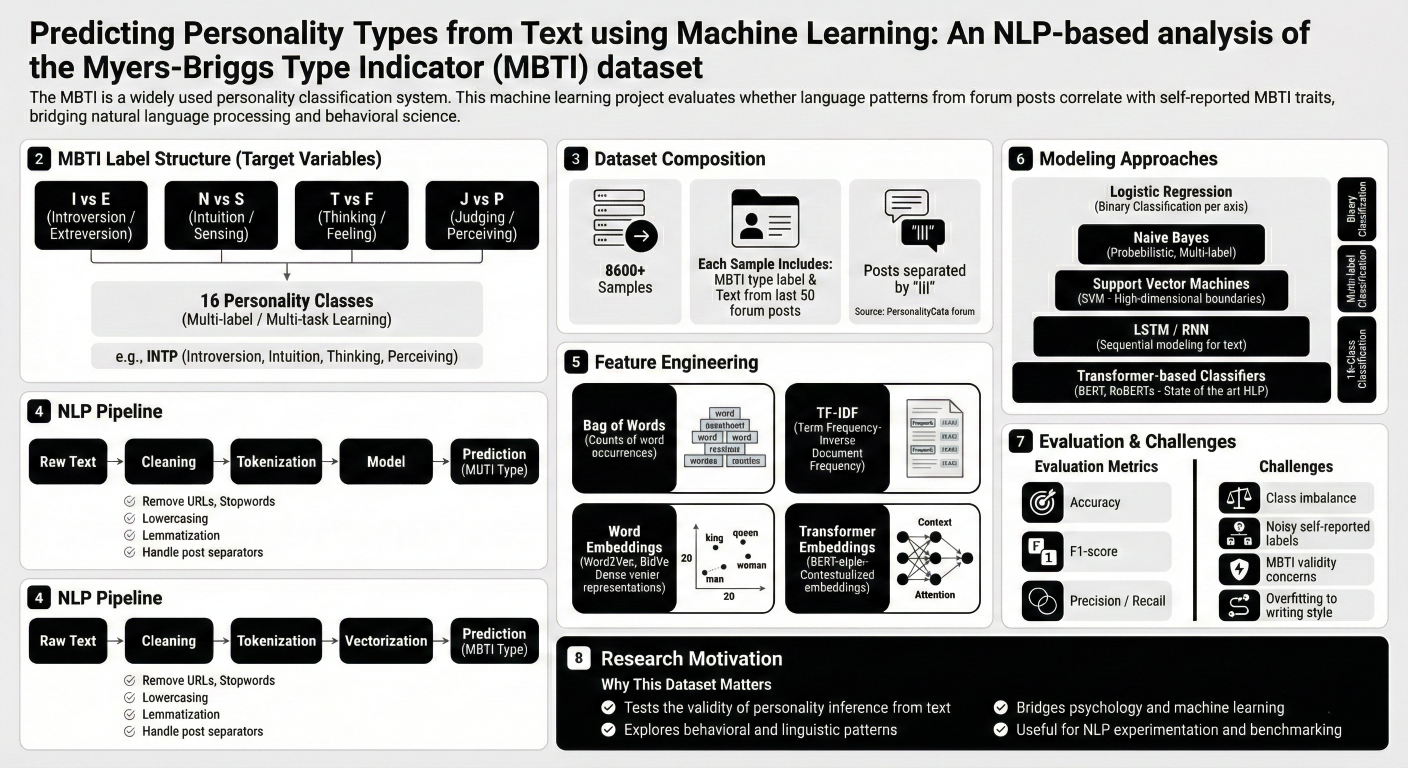 Predicting Personality Types from Text using Machine Learning: An NLP-based analysis of
the Myers-Briggs Type Indicator (MBTI) dataset
The MBTI is a widely used personality classification system. This machine learning project evaluates whether language patterns from forum posts correlate with self-reported MBTI traits,
bridging natural language processing and behavioral science.
2 MBTI Label Structure (Target Variables)
I vs E
(Introversion /
Extreversion)
N vs S
(Intuition /
Sensing)
T vs F
(Thinking /
Feeling)
J vs P
(Judging /
Perceiving)
16 Personality Classes
(Multi-label / Multi-task Learning)
e.g., INTP (Introversion, Intuition, Thinking, Perceiving)
4 NLP Pipeline
Raw Text
Cleaning
Tokenization
Model
Prediction
(MUTI Type)
Remove URLs, Stopwords
Lowercasing
Lemmatization
Handle post separators
4 NLP Pipeline
Raw Text
Cleaning
Tokenization
Vectorization
Prediction
(MBTI Type)
Remove URLs, Stopwords
Lowercasing
Lemmatization
Handle post separators
3 Dataset Composition
8600+
Samples
Each Sample Includes:
MBTI type label &
Text from last 50
forum posts
"lll"
Posts separated
by "lil"
Source: PersonalityCata forum
5 Feature Engineering
Bag of Words
(Counts of word
occurrences)
word
word word
TF-IDF
(Term Frequency-
Inverse
Document
Frequency)
Word
Embeddings
(Word2Ver, BidVe
Dense venier
representations)
king
queen
20
woman
man
20
Transformer
Embeddings
(BERT-elple-
Contestualized
embeddings)
Context
Attention
6 Modeling Approaches
Logistic Regression
(Binary Classification per axis)
Naive Bayes
(Probebilistic, Multi-label)
Support Vector Machines
(SVM - High-dimensional boundaries)
LSTM / RNN
(Sequential modeling for text)
Transformer-based Classifiers
(BERT, RoBERTs - State of the art HLP)
Classification
Classification
7 Evaluation & Challenges
Evaluation Metrics
Accuracy
F 1
F1-score
Precision / Recail
Challenges
Class imbalance
Noisy self-reported
labels
MBTI validity
concerns
Overfitting to
writing style
8 Research Motivation
Why This Dataset Matters
Tests the validity of personality inference from text
Explores behavioral and linguistic patterns
Bridges psychology and machine learning
Useful for NLP experimentation and benchmarking